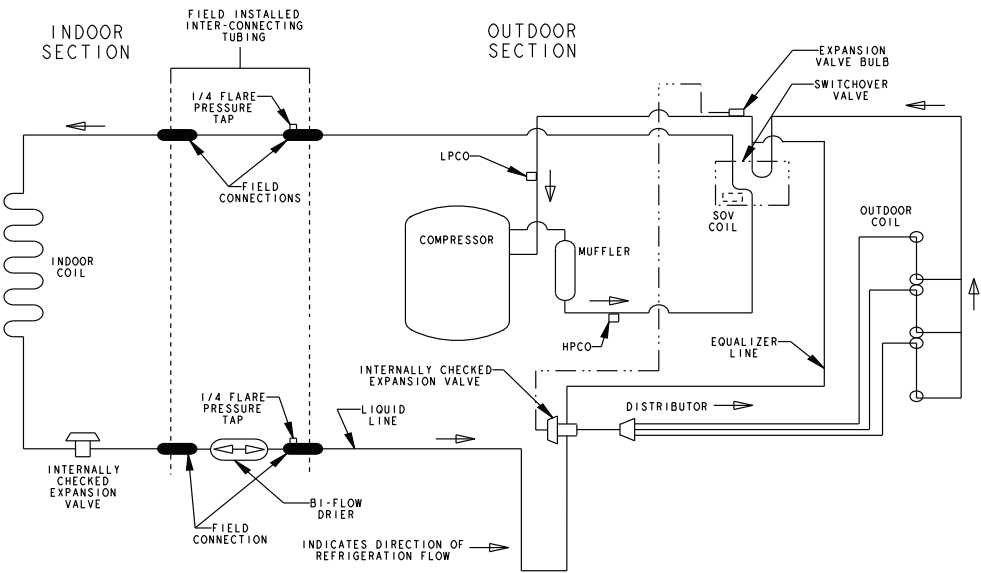 INDOOR
SECTION
FIELD INSTALLED
INTER-CONNECTING
TUBING
OUTDOOR
SECTION
EXPANSION
VALVE BULB
SWITCHOVER
VALVE
1/4 FLARE
PRESSURE
TAP
LPCO
FIELD
CONNECTIONS
SOV
COIL
OUTDOOR
COIL
COMPRESSOR
MUFFLER
INDOOR
COIL
HPCO
EQUALIZER
LINE
INTERNALLY CHECKED
EXPANSION VALVE
1/4 FLARE
PRESSURE
TAP
LIQUID
LINE
DISTRIBUTOR
INTERNALLY
CHECKED
EXPANSION
VALVE
BI-FLOW
DRIER
FIELD
CONNECTION
INDICATES DIRECTION OF
REFRIGERATION FLOW